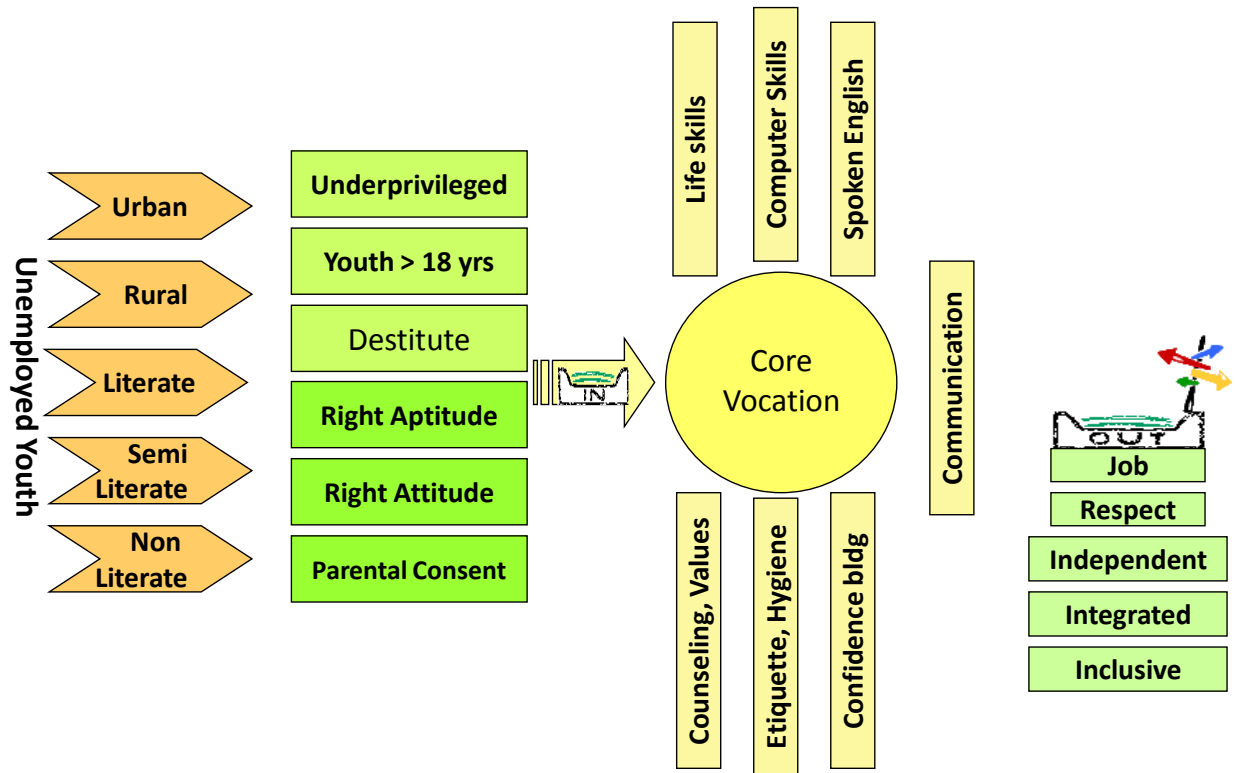 Unemployed Youth
Urban
Rural
Literate
Semi
Literate
Non
Literate
Underprivileged
Youth > 18 yrs
Destitute
Right Aptitude
Right Attitude
Parental Consent
IN
Life skills
Computer Skills
Spoken English
Core
Vocation
Communication
Counseling, Values
Etiquette, Hygiene
Confidence bldg
OUT
Job
Respect
Independent
Integrated
Inclusive